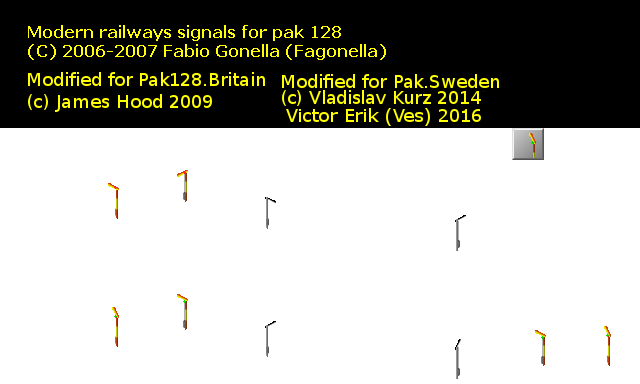 Modern railways signals for pak 128
(C) 2006-2007 Fabio Gonella (Fagonella)
Modified for Pak128.Britain
(c) James Hood 2009
Modified for Pak.Sweden
(c) Vladislav Kurz 2014
Victor Erik (Ves) 2016